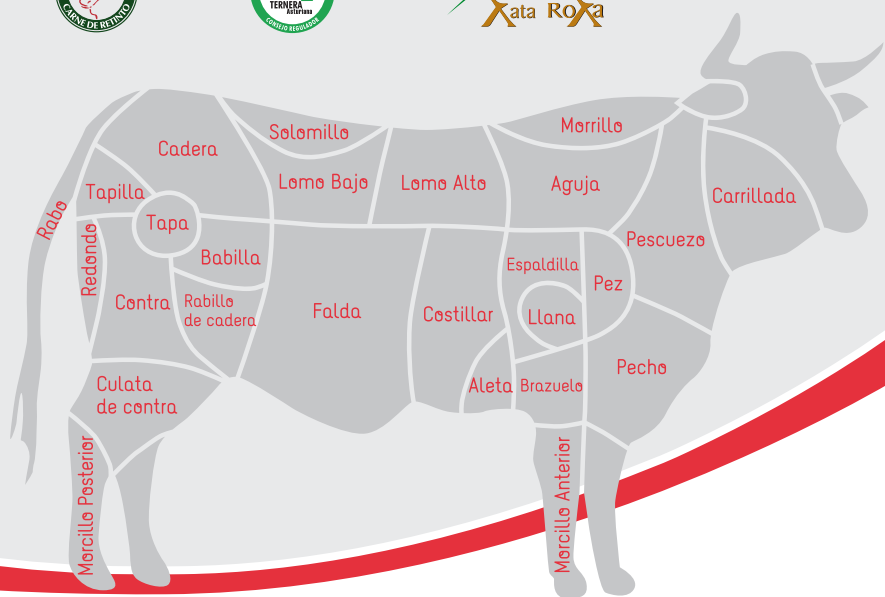 CARNE DE RETINTO
TERNERA
Asturiana
CONSEJO REGULADOR
Xata RoXa
Solomillo
Morrillo
Cadera
Lomo Bajo
Lomo Alto
Aguja
Carrillada
Tapilla
Tapa
Rabo
Redondo
Babilla
Pescuezo
Espaldilla
Pez
Contra
Rabillo
de cadera
Falda
Costillar
Llana
Pecho
Culata
de contra
Aleta
Brazuelo
Morcillo Posterior
Morcillo Anterior